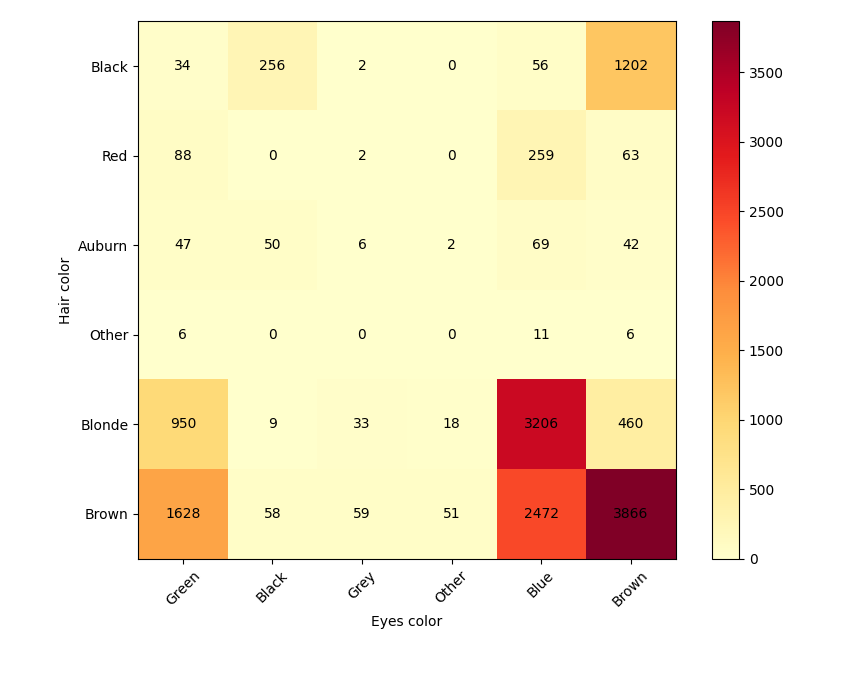 Black 34 256 2 0 56 1202
Red 88 0 2 0 259 63
Auburn 47 50 6 2 69 42
Other 6 0 0 0 11 6
Blonde 950 9 33 18 3206 460
Brown 1628 58 59 51 2472 3866
Green Black Grey Other Blue Brown
Eyes color
Hair color
3500
3000
2500
2000
1500
1000
500
0